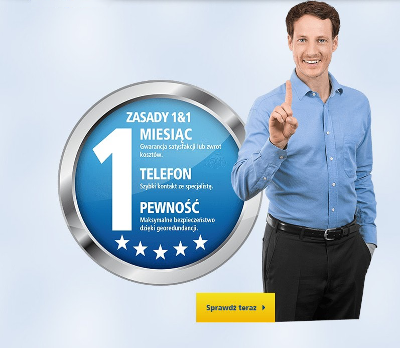 ZASADY 1&1
1
MIESIĄC
Gwarancja satysfakcji lub zwrot
kosztów.
TELEFON
Szybki kontakt ze specjalistą.
PEWNOŚĆ
Maksymalne bezpieczeństwo
dzięki georedundancji.
Sprawdź teraz